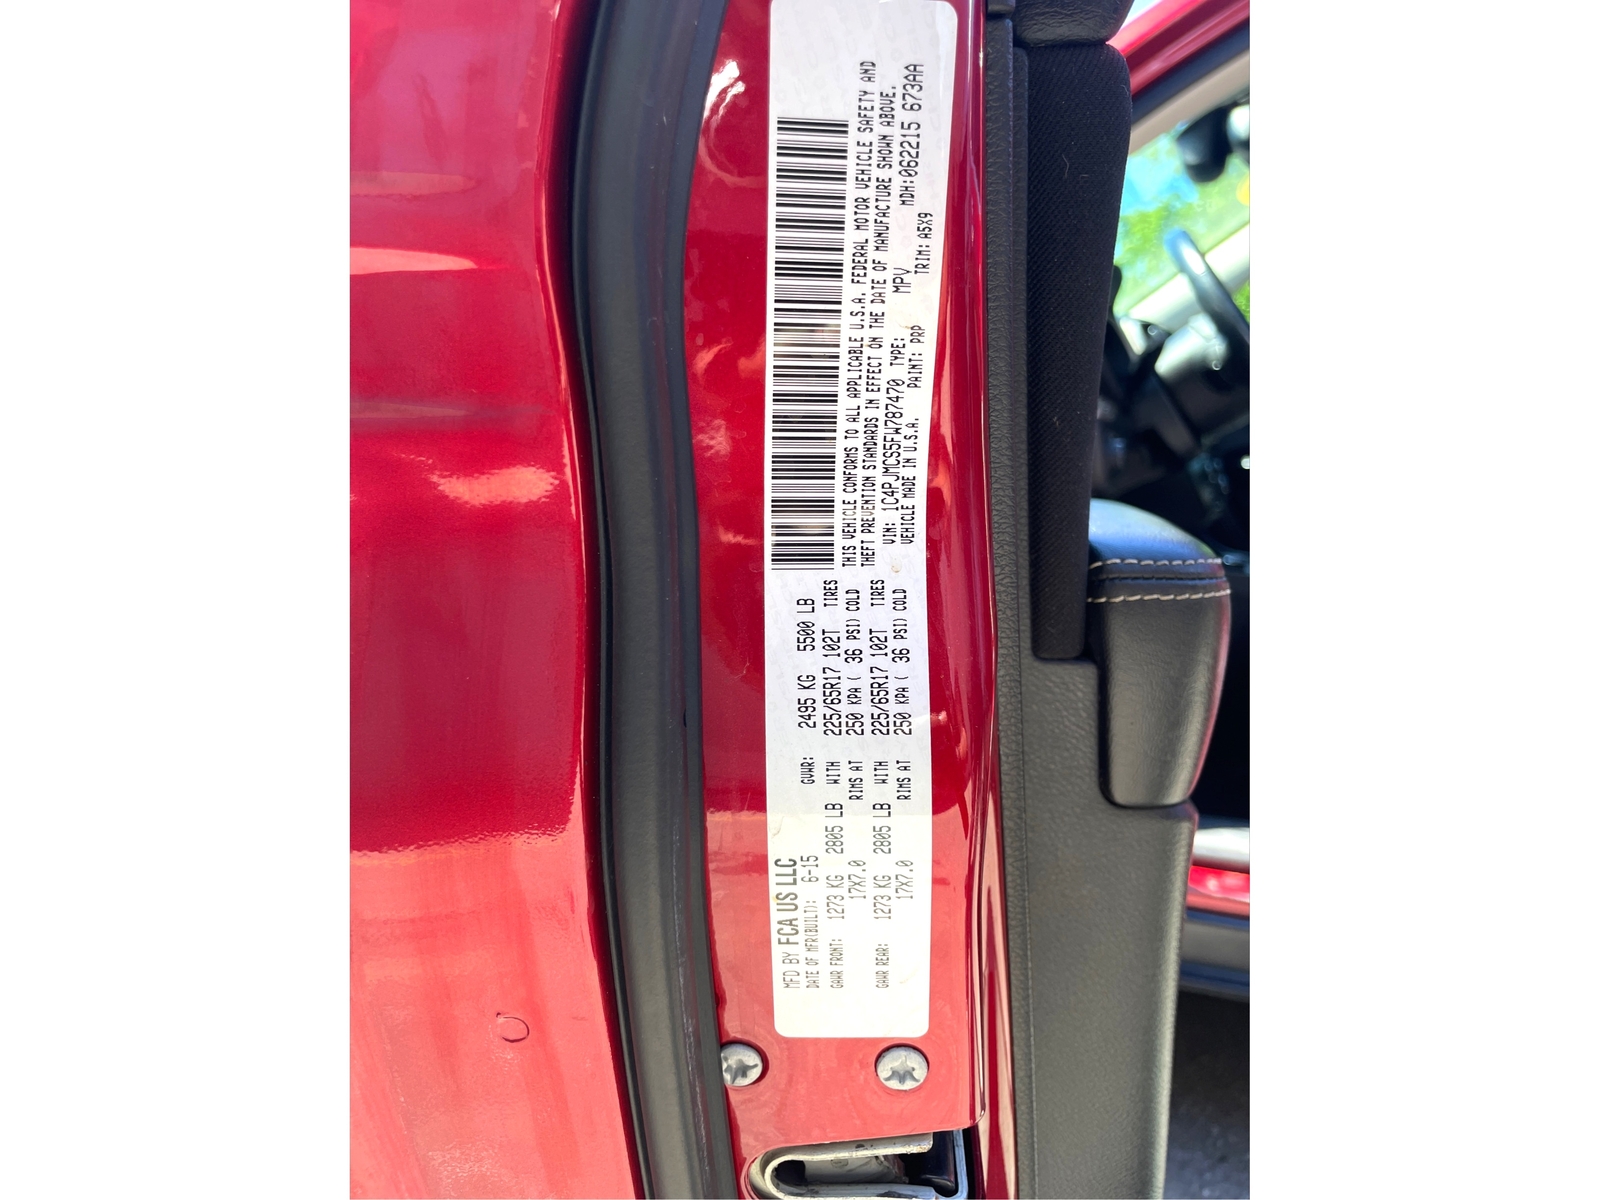 MFD BY FCA US LLC
DATE OF MFR(BUILT): 6-15 GVWR: 2495 KG 5500 LB
GAWR FRONT: 1273 KG 2805 LB WITH 225/65R17 102T TIRES
17X7.0 RIMS AT 250 KPA ( 36 PSI) COLD
GAWR REAR: 1273 KG 2805 LB WITH 225/65R17 102T TIRES
17X7.0 RIMS AT 250 KPA ( 36 PSI) COLD
THIS VEHICLE CONFORMS TO ALL APPLICABLE U.S.A. FEDERAL MOTOR VEHICLE SAFETY AND
THEFT PREVENTION STANDARDS IN EFFECT ON THE DATE OF MANUFACTURE SHOWN ABOVE.
VIN: 1C4PJMCS5FW787470 TYPE: MPV MDH:062215 673AA
VEHICLE MADE IN U.S.A. PAINT: PRP TRIM: A5X9